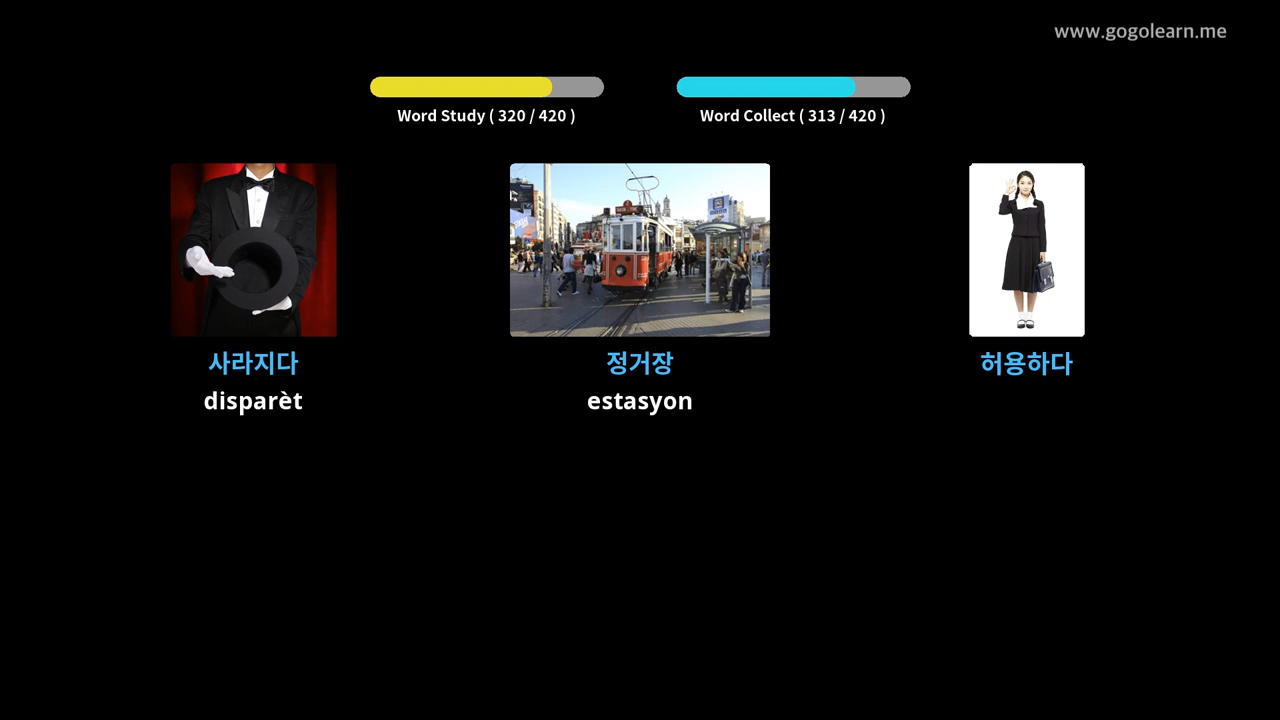 www.gogolearn.me
Word Study ( 320 / 420 )
Word Collect ( 313 / 420 )
사라지다
정거장
허용하다
disparèt
estasyon